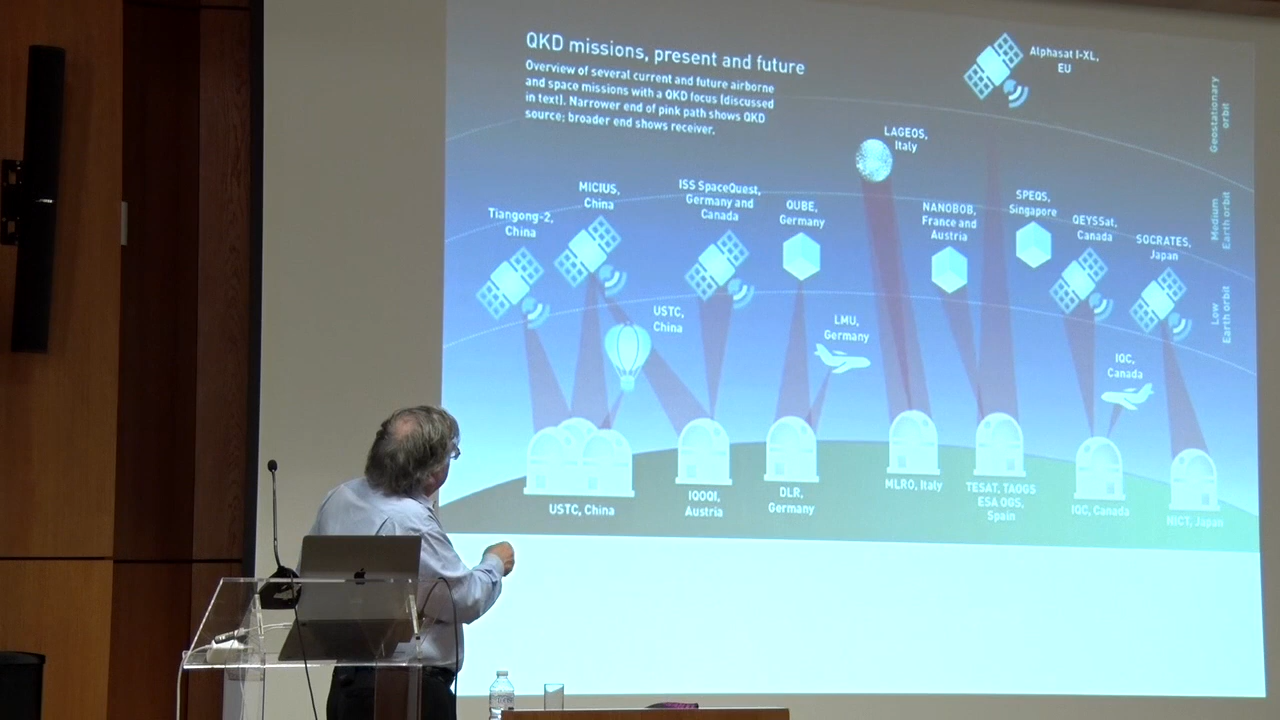 QKD missions, present and future
Overview of several current and future airborne
and space missions with a QKD focus (discussed
in text). Narrower end of pink path shows QKD
source; broader end shows receiver.
Alphasat I-XL,
EU
Geostationary
orbit
LAGEOS,
Italy
MICIUS,
China
ISS SpaceQuest,
Germany and
Canada
Tiangong-2,
China
QUBE,
Germany
NANOBOB,
France and
Austria
SPEQS,
Singapore
QEYSSat,
Canada
SOCRATES,
Japan
Medium
Earth orbit
USTC,
China
LMU,
Germany
IQC,
Canada
Low
Earth orbit
USTC, China
IQOQI,
Austria
DLR,
Germany
MLRO, Italy
TESAT, TAOGS
ESA OGS,
Spain
IQC, Canada
NICT, Japan